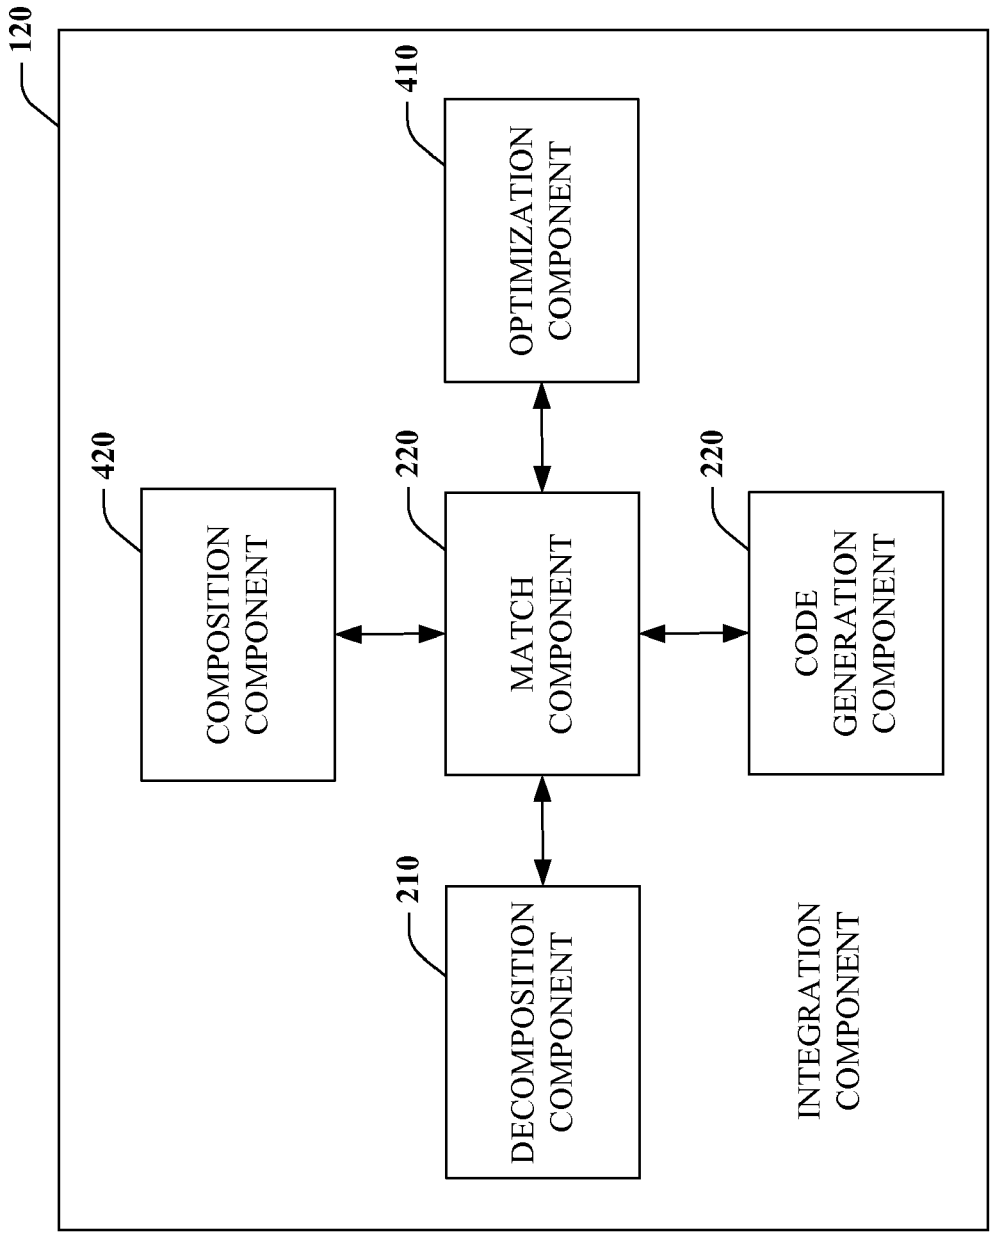 120
420
COMPOSITION
COMPONENT
210
DECOMPOSITION
COMPONENT
220
MATCH
COMPONENT
410
OPTIMIZATION
COMPONENT
220
CODE
GENERATION
COMPONENT
INTEGRATION
COMPONENT